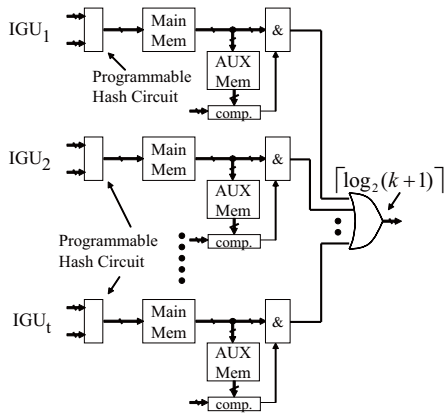 IGU1
Main
Mem
&
AUX
Mem
comp.
Programmable
Hash Circuit
IGU2
Main
Mem
&
⌈log2(k+1)⌉
AUX
Mem
comp.
Programmable
Hash Circuit
IGUt
Main
Mem
&
AUX
Mem
comp.